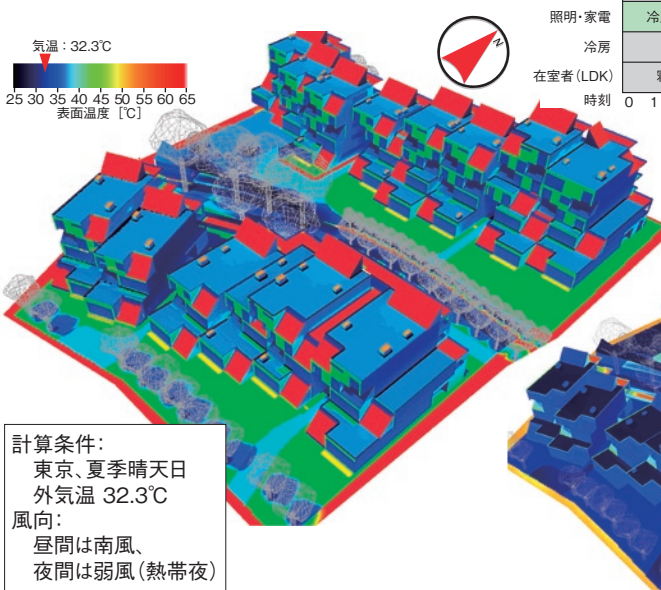 気温：32.3℃
25 30 35 40 45 50 55 60 65
表面温度 [℃]
N
照明・家電
冷房
在室者（LDK）
時刻 0 1
計算条件：
東京、夏季晴天日
外気温 32.3℃
風向：
昼間は南風、
夜間は弱風（熱帯夜）